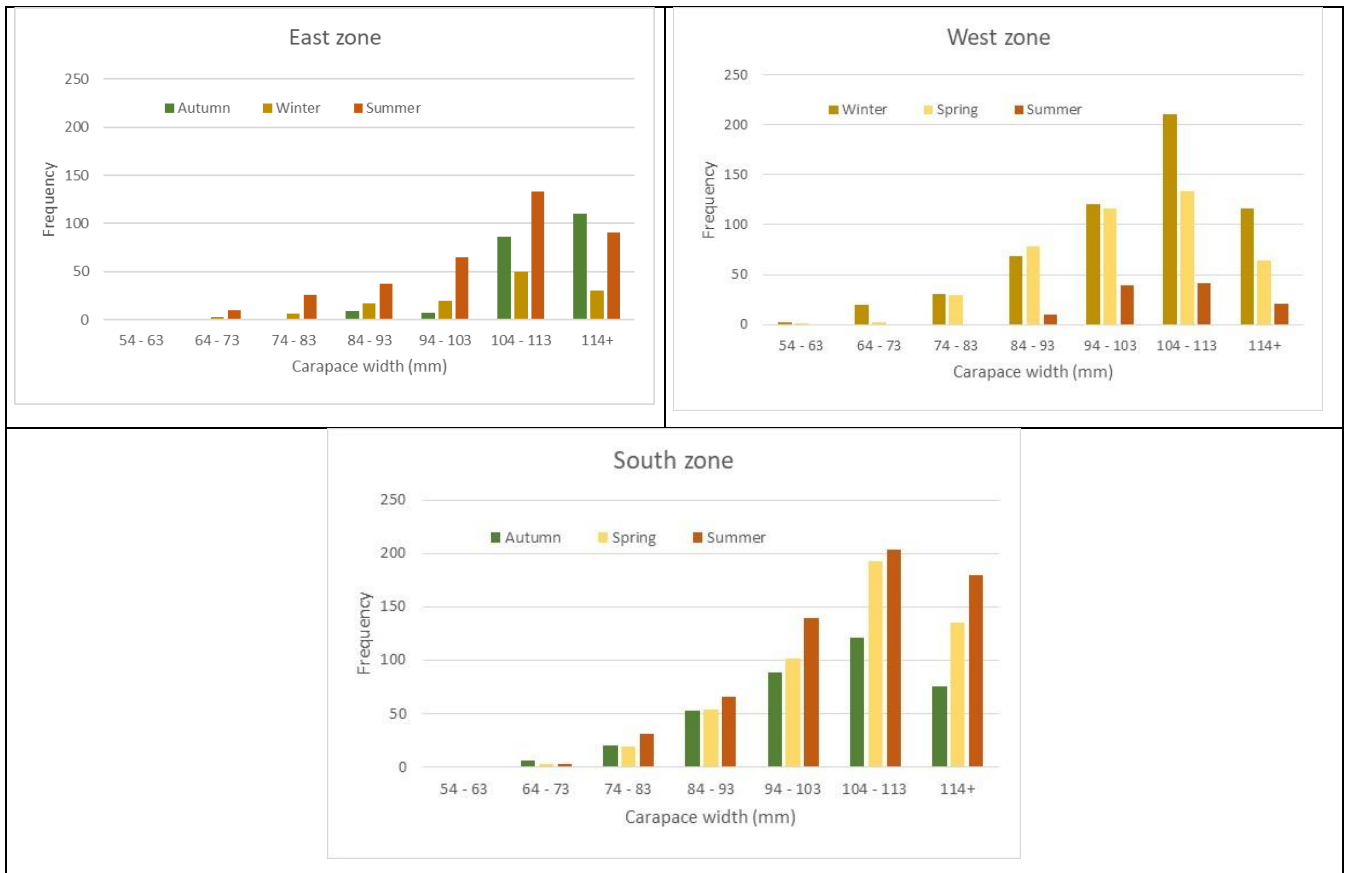 East zone
250
Autumn Winter Summer
200
150
100
50
0
Frequency
54 - 63 64 - 73 74 - 83 84 - 93 94 - 103 104 - 113 114+
Carapace width (mm)
West zone
250
Winter Spring Summer
200
150
100
50
0
Frequency
54 - 63 64 - 73 74 - 83 84 - 93 94 - 103 104 - 113 114+
Carapace width (mm)
South zone
250
Autumn Spring Summer
200
150
100
50
0
Frequency
54 - 63 64 - 73 74 - 83 84 - 93 94 - 103 104 - 113 114+
Carapace width (mm)